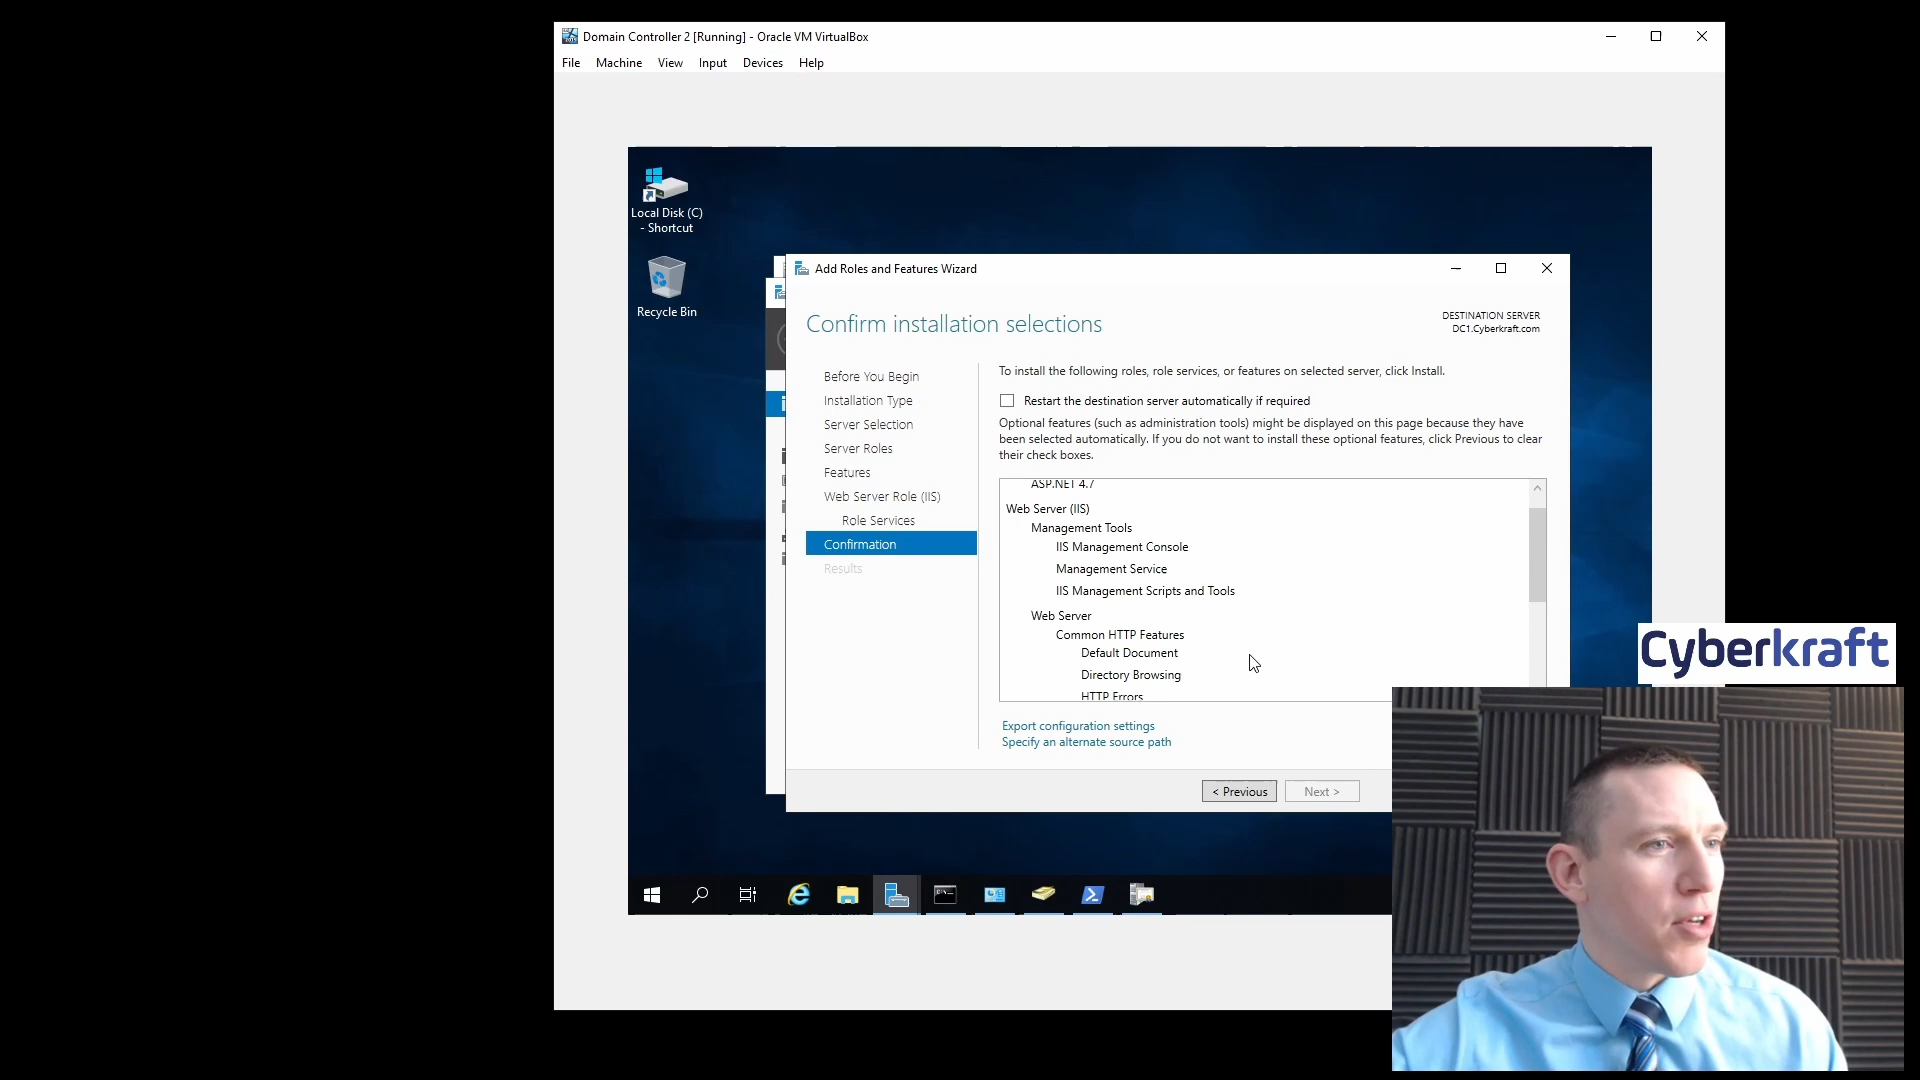 Domain Controller 2 [Running] - Oracle VM VirtualBox
File Machine View Input Devices Help
Local Disk (C)
- Shortcut
Recycle Bin
Add Roles and Features Wizard
Confirm installation selections
DESTINATION SERVER
DC1.Cyberkraft.com
Before You Begin
Installation Type
Server Selection
Server Roles
Features
Web Server Role (IIS)
Role Services
Confirmation
Results
To install the following roles, role services, or features on selected server, click Install.
Restart the destination server automatically if required
Optional features (such as administration tools) might be displayed on this page because they have
been selected automatically. If you do not want to install these optional features, click Previous to clear
their check boxes.
ASP.NET 4.7
Web Server (IIS)
Management Tools
IIS Management Console
Management Service
IIS Management Scripts and Tools
Web Server
Common HTTP Features
Default Document
Directory Browsing
HTTP Errors
Export configuration settings
Specify an alternate source path
< Previous
Next >
Cyberkraft